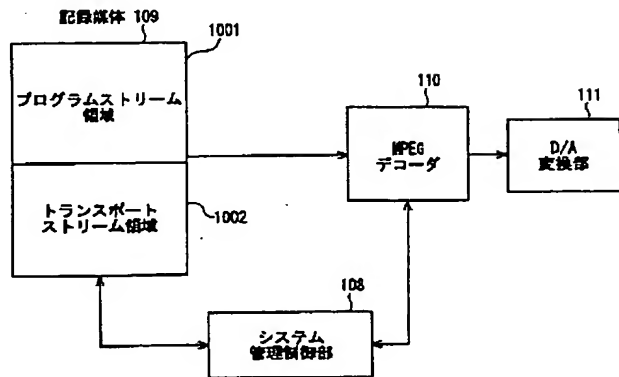 記録媒体 109
1001
プログラムストリーム
領域
トランスポート
ストリーム領域
1002
110
MPEG
デコーダ
111
D/A
変換部
108
システム
管理制御部